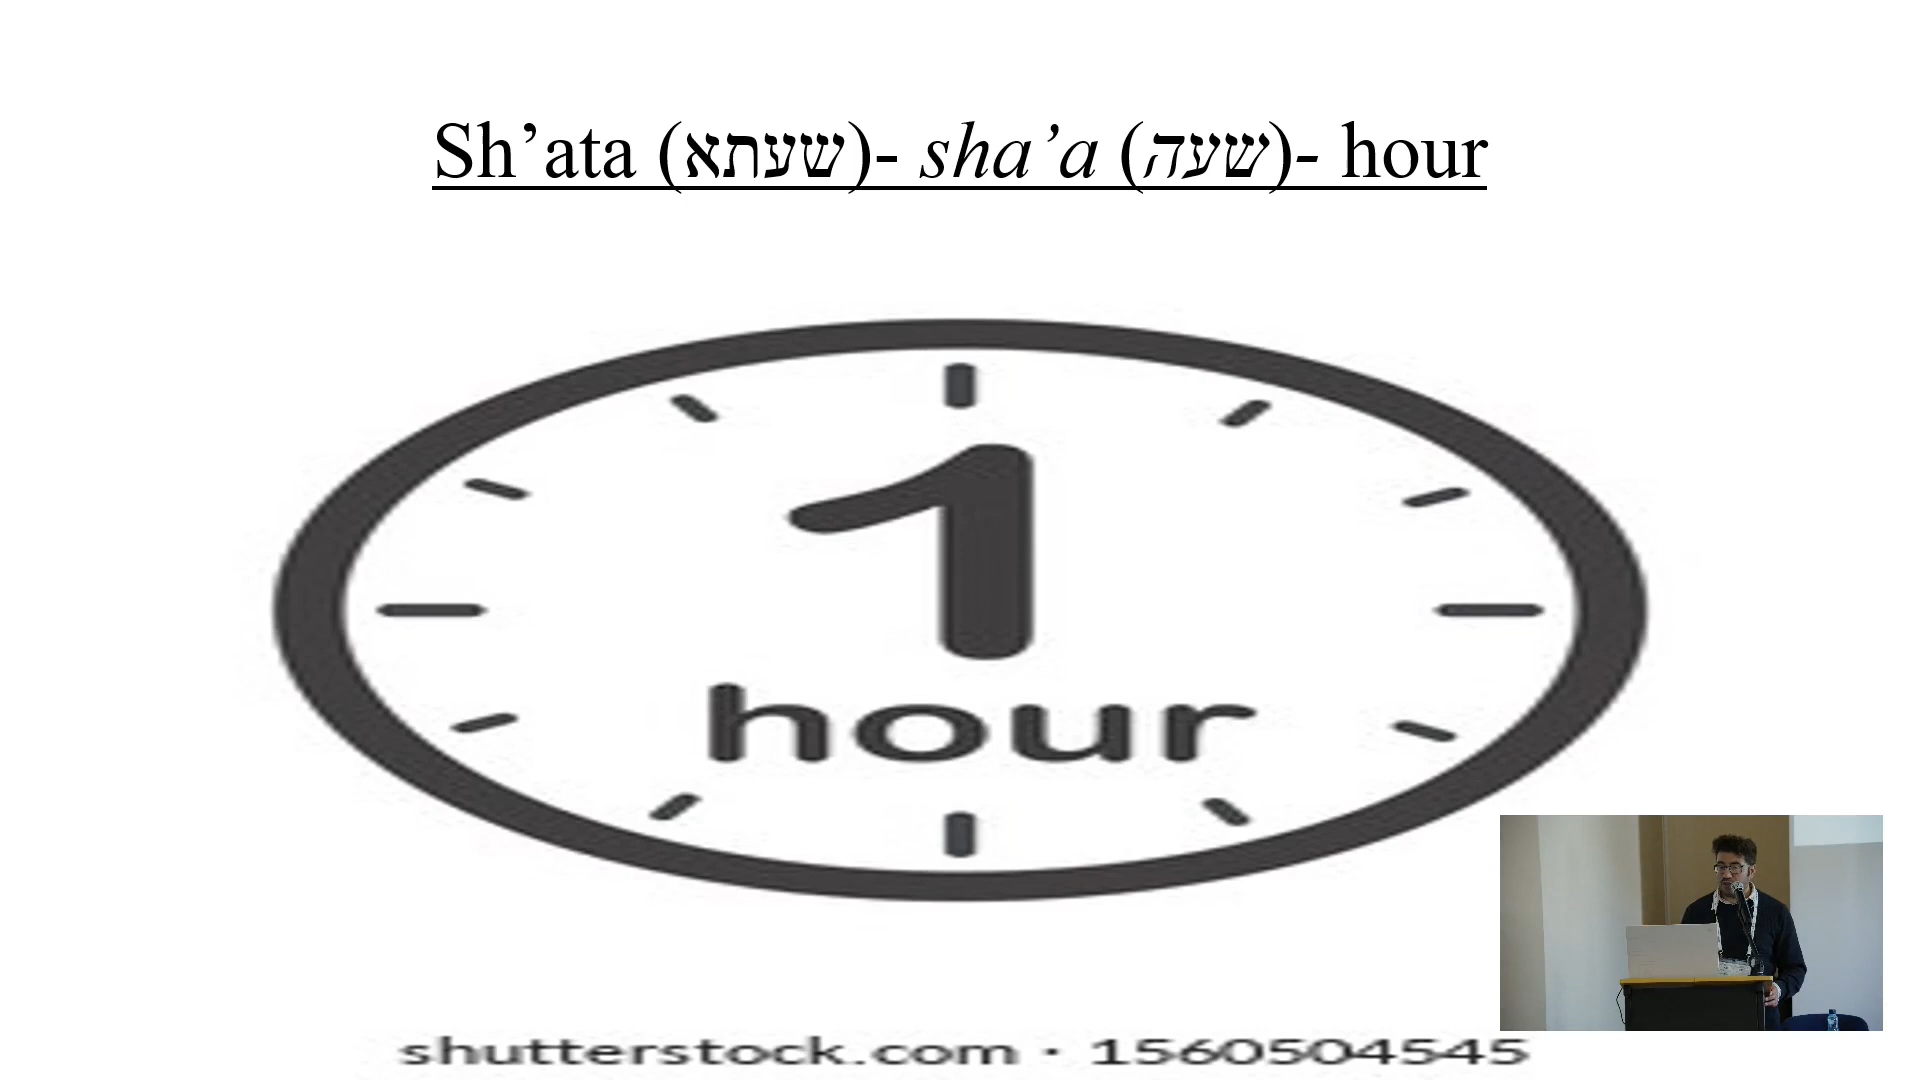 Sh’ata (שעתא)- sha’a (שעה)- hour
1
hour
shutterstock.com · 1560504545